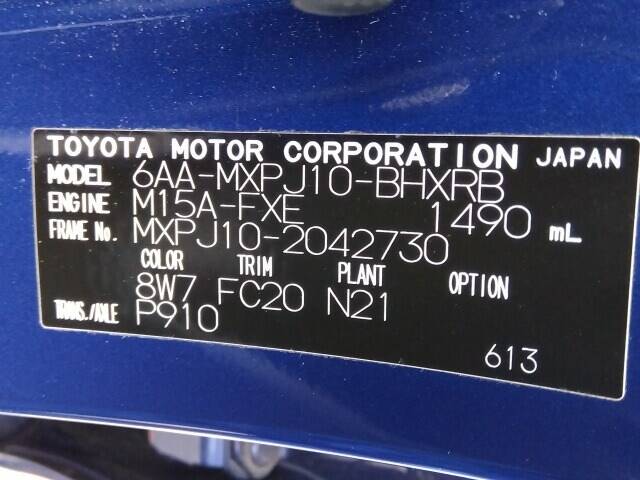 TOYOTA MOTOR CORPORATION JAPAN
MODEL 6AA-MXPJ10-BHXRB
ENGINE M15A-FXE 1490 mL
FRAME No. MXPJ10-2042730
COLOR TRIM PLANT OPTION
8W7 FC20 N21
TRANS./AXLE P910
613